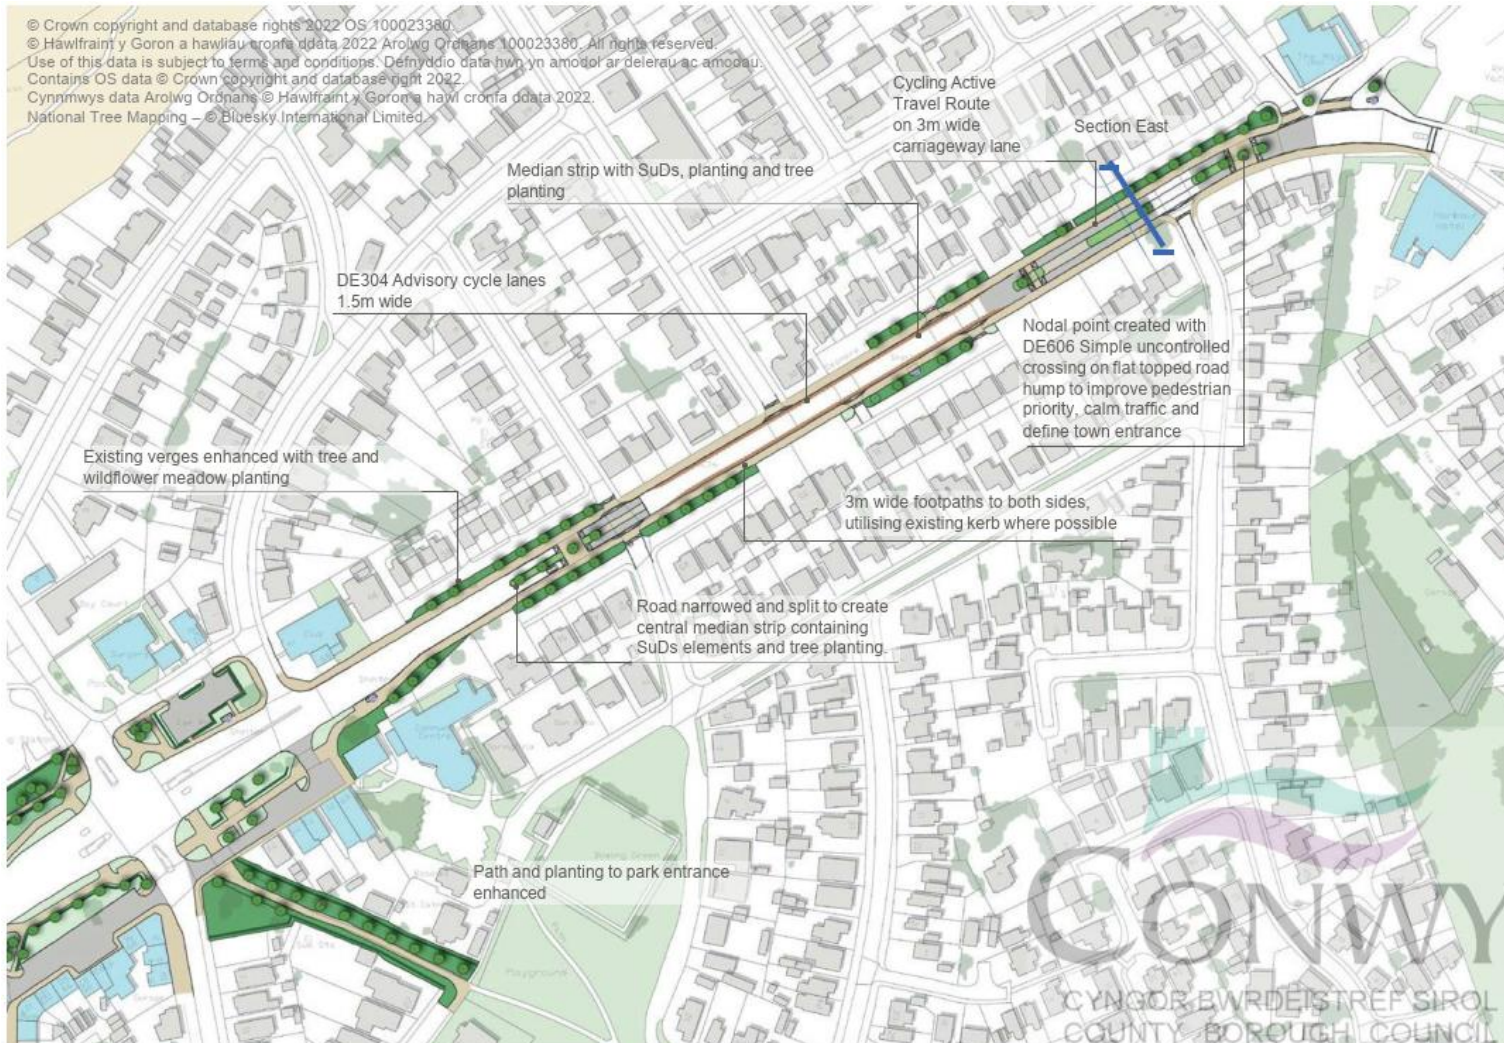 © Crown copyright and database rights 2022 OS 100023380.
© Hawlfraint y Goron a hawliau cronfa ddata 2022 Arolwg Ordnans 100023380. All rights reserved.
Use of this data is subject to terms and conditions. Defnyddio data hwn yn amodol ar delerau ac amodau.
Contains OS data © Crown copyright and database right 2022.
Cynnmwys data Arolwg Ordnans © Hawlfraint y Goron a hawl cronfa ddata 2022.
National Tree Mapping – © Bluesky International Limited.
Cycling Active
Travel Route
on 3m wide
carriageway lane
Section East
Median strip with SuDs, planting and tree
planting
DE304 Advisory cycle lanes
1.5m wide
Nodal point created with
DE606 Simple uncontrolled
crossing on flat topped road
hump to improve pedestrian
priority, calm traffic and
define town entrance
Existing verges enhanced with tree and
wildflower meadow planting
3m wide footpaths to both sides,
utilising existing kerb where possible
Road narrowed and split to create
central median strip containing
SuDs elements and tree planting.
Path and planting to park entrance
enhanced
Bowling Green
Playground
CONWY
CYNGOR BWRDEISTREF SIROL
COUNTY BOROUGH COUNCIL